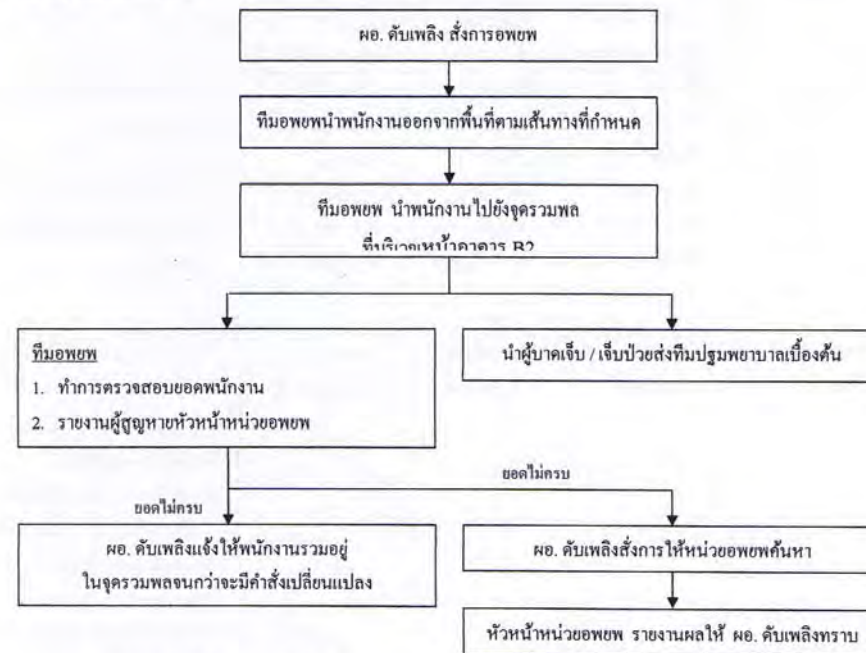 ผอ. ดับเพลิง สั่งการอพยพ
ทีมอพยพนำพนักงานออกจากพื้นที่ตามเส้นทางที่กำหนด
ทีมอพยพ นำพนักงานไปยังจุดรวมพล
ที่บริเวณหน้าอาคาร B2
ทีมอพยพ
1. ทำการตรวจสอบยอดพนักงาน
2. รายงานผู้สูญหายหัวหน้าหน่วยอพยพ
นำผู้บาดเจ็บ / เจ็บป่วยส่งทีมปฐมพยาบาลเบื้องต้น
ยอดไม่ครบ
ยอดไม่ครบ
ผอ. ดับเพลิงแจ้งให้พนักงานรวมอยู่
ในจุดรวมพลจนกว่าจะมีคำสั่งเปลี่ยนแปลง
ผอ. ดับเพลิงสั่งการให้หน่วยอพยพค้นหา
หัวหน้าหน่วยอพยพ รายงานผลให้ ผอ. ดับเพลิงทราบ